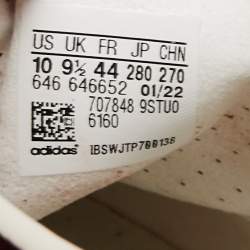 US UK FR JP CHN
10 9½ 44 280 270
646 646652 01/22
707848 9STU0
6160
adidas IBSWJTP700136